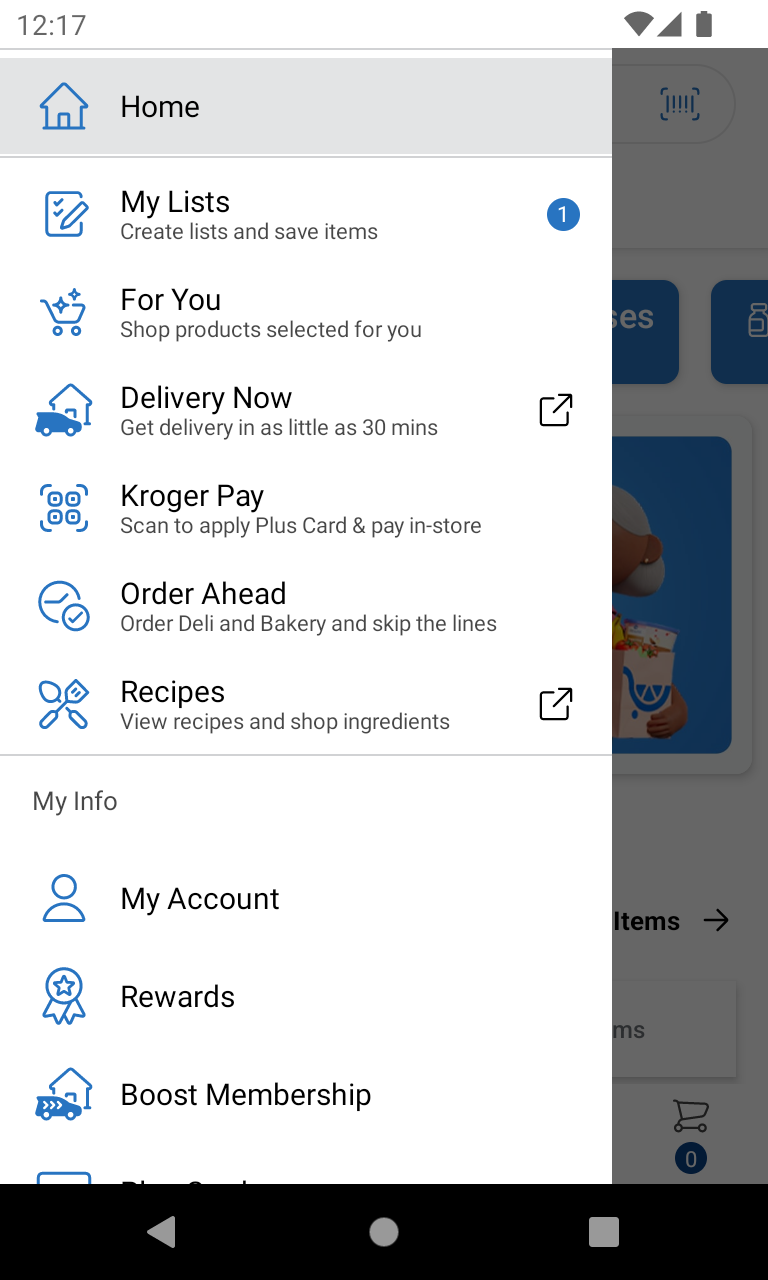 12:17
Home
My Lists
Create lists and save items
1
For You
Shop products selected for you
Delivery Now
Get delivery in as little as 30 mins
Kroger Pay
Scan to apply Plus Card & pay in-store
Order Ahead
Order Deli and Bakery and skip the lines
Recipes
View recipes and shop ingredients
My Info
My Account
Rewards
Boost Membership
Items
0